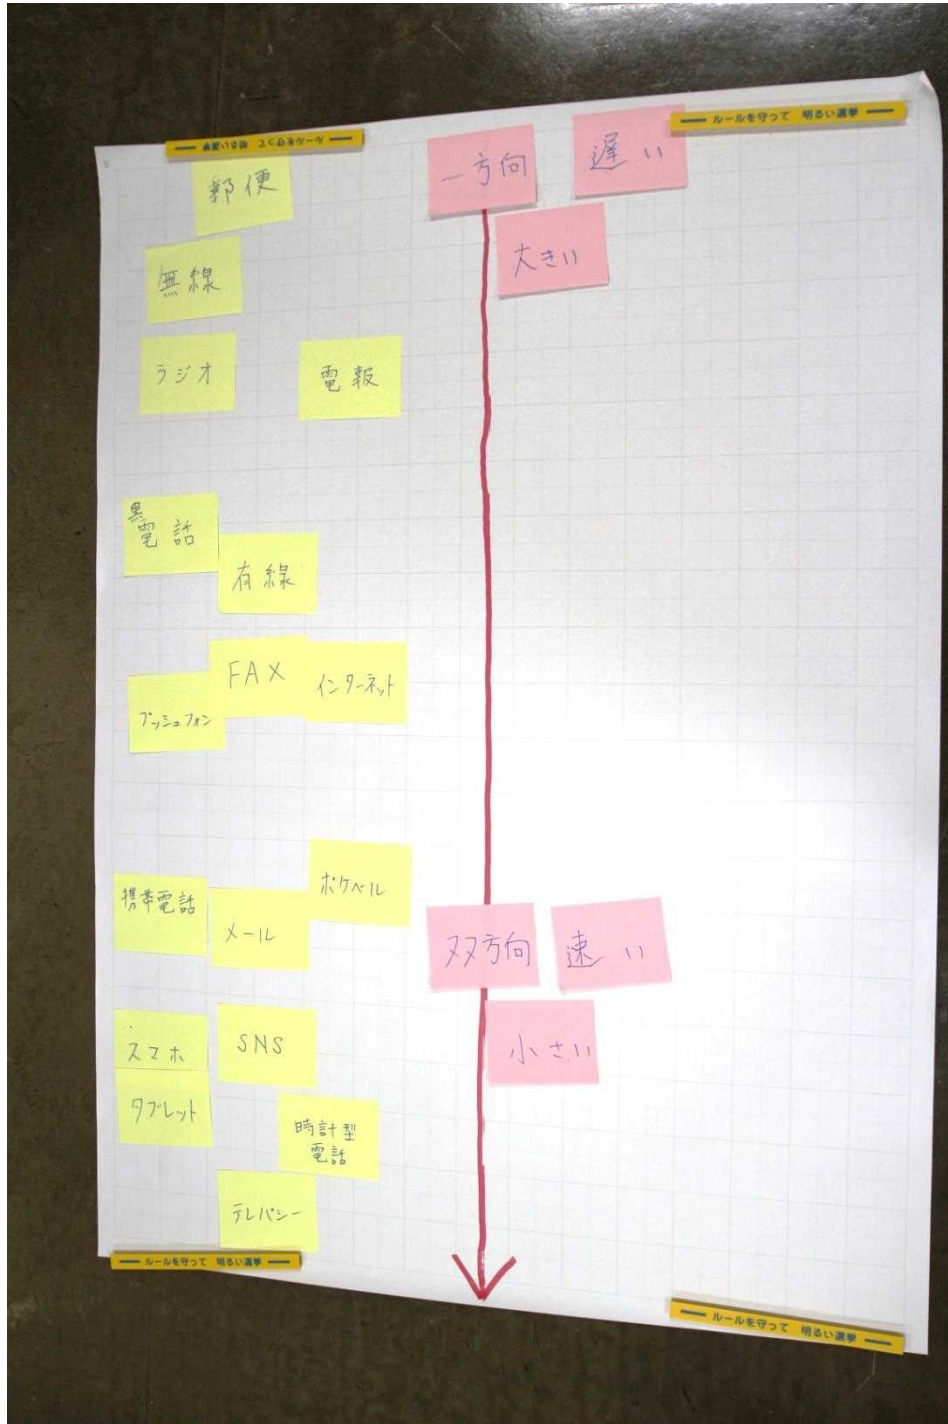 ルールを守って 明るい選挙
ルールを守って 明るい選挙
郵便
一方向
遅い
大きい
無線
ラジオ
電報
黒
電話
有線
FAX
インターネット
プッシュフォン
ポケベル
携帯電話
メール
双方向
速い
小さい
スマホ
SNS
タブレット
時計型
電話
テレパシー
ルールを守って 明るい選挙
ルールを守って 明るい選挙